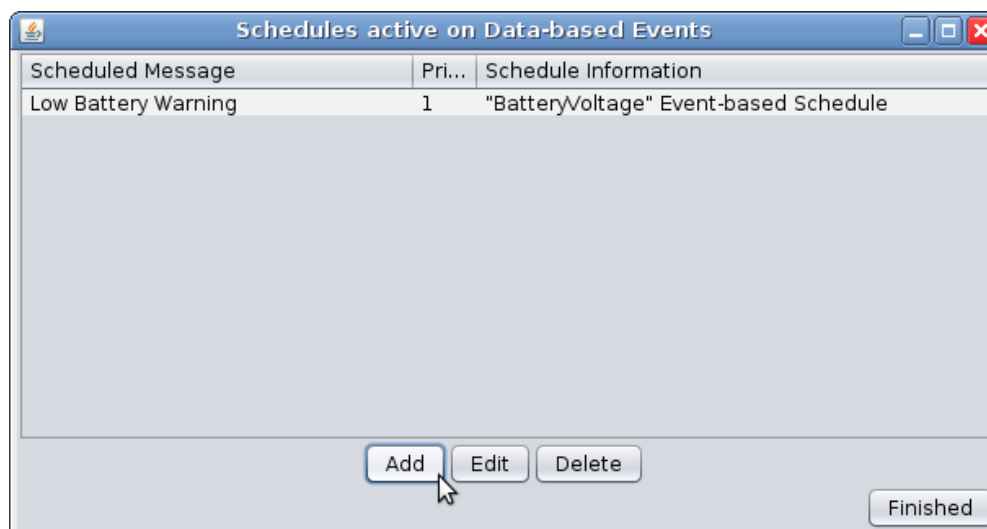 Schedules active on Data-based Events
Scheduled Message Pri... Schedule Information
Low Battery Warning 1 "BatteryVoltage" Event-based Schedule
Add Edit Delete
Finished